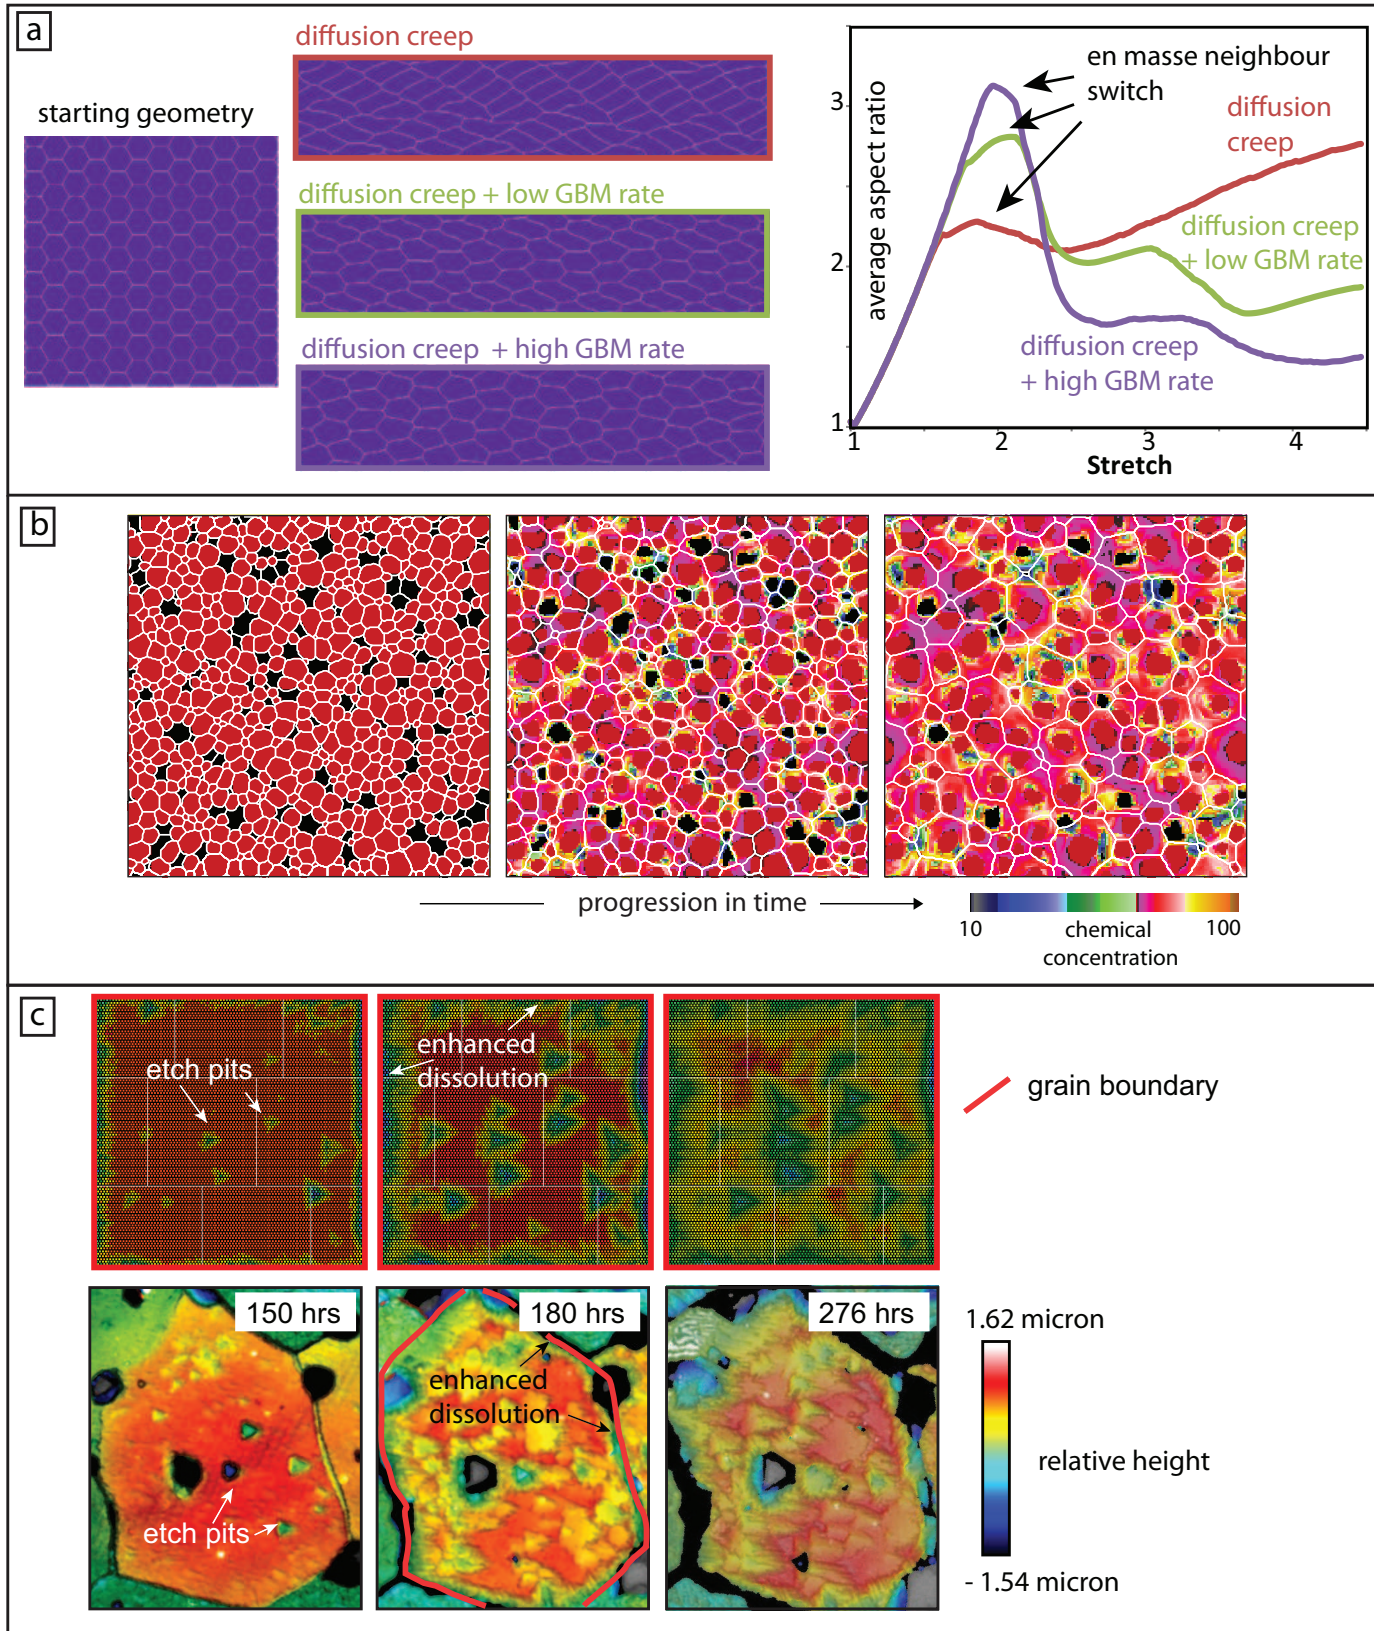 a
starting geometry
diffusion creep
diffusion creep + low GBM rate
diffusion creep + high GBM rate
average aspect ratio
3
2
1
1
2
3
4
Stretch
en masse neighbour
switch
diffusion
creep
diffusion creep
+ low GBM rate
diffusion creep
+ high GBM rate
b
progression in time
10
chemical
concentration
100
c
etch pits
enhanced
dissolution
grain boundary
150 hrs
etch pits
180 hrs
enhanced
dissolution
276 hrs
1.62 micron
relative height
- 1.54 micron